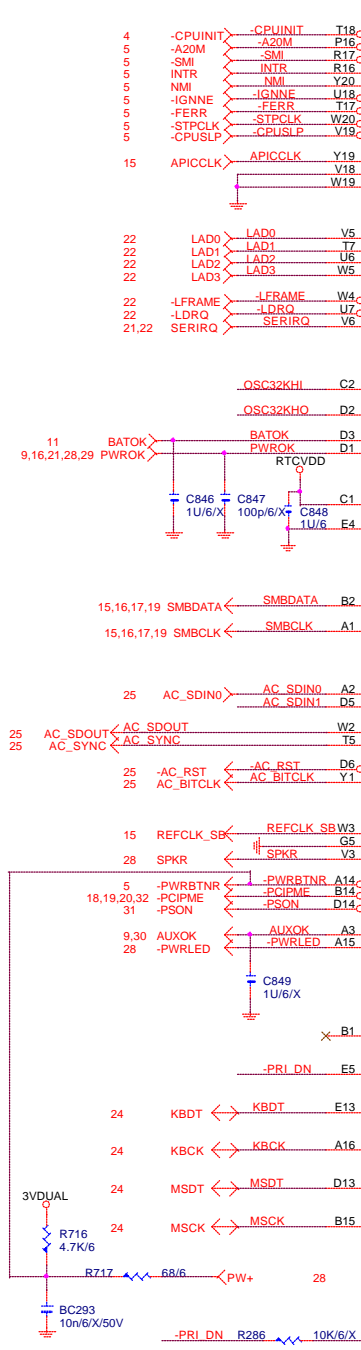 4 -CPUINIT -CPUINIT T18
5 -A20M -A20M P16
5 -SMI -SMI R17
5 INTR INTR R16
5 NMI NMI Y20
5 -IGNNE -IGNNE U18
5 -FERR -FERR T17
5 -STPCLK -STPCLK W20
5 -CPUSLP -CPUSLP V19
15 APICCLK APICCLK Y19
V18
W19
22 LAD0 LAD0 V5
22 LAD1 LAD1 T7
22 LAD2 LAD2 U6
22 LAD3 LAD3 W5
22 -LFRAME -LFRAME W4
22 -LDRQ -LDRQ U7
21,22 SERIRQ SERIRQ V6
OSC32KHI C2
OSC32KHO D2
11 BATOK BATOK D3
9,16,21,28,29 PWROK PWROK D1
RTCVDD
C846 C847 C1
1U/6/X 100p/6/X C848
1U/6 E4
15,16,17,19 SMBDATA SMBDATA B2
15,16,17,19 SMBCLK SMBCLK A1
25 AC_SDIN0 AC_SDIN0 A2
AC_SDIN1 D5
25 AC_SDOUT AC_SDOUT W2
25 AC_SYNC AC_SYNC T5
25 -AC_RST -AC_RST D6
25 AC_BITCLK AC_BITCLK Y1
15 REFCLK_SB REFCLK_SB W3
G5
28 SPKR SPKR V3
5 -PWRBTNR -PWRBTNR A14
18,19,20,32 -PCIPME -PCIPME B14
31 -PSON -PSON D14
9,30 AUXOK AUXOK A3
28 -PWRLED -PWRLED A15
C849
1U/6/X
B1
-PRI_DN E5
24 KBDT KBDT E13
24 KBCK KBCK A16
24 MSDT MSDT D13
3VDUAL
24 MSCK MSCK B15
R716
4.7K/6
R717 68/6 PW+ 28
BC293
10n/6/X/50V
-PRI_DN R286 10K/6/X